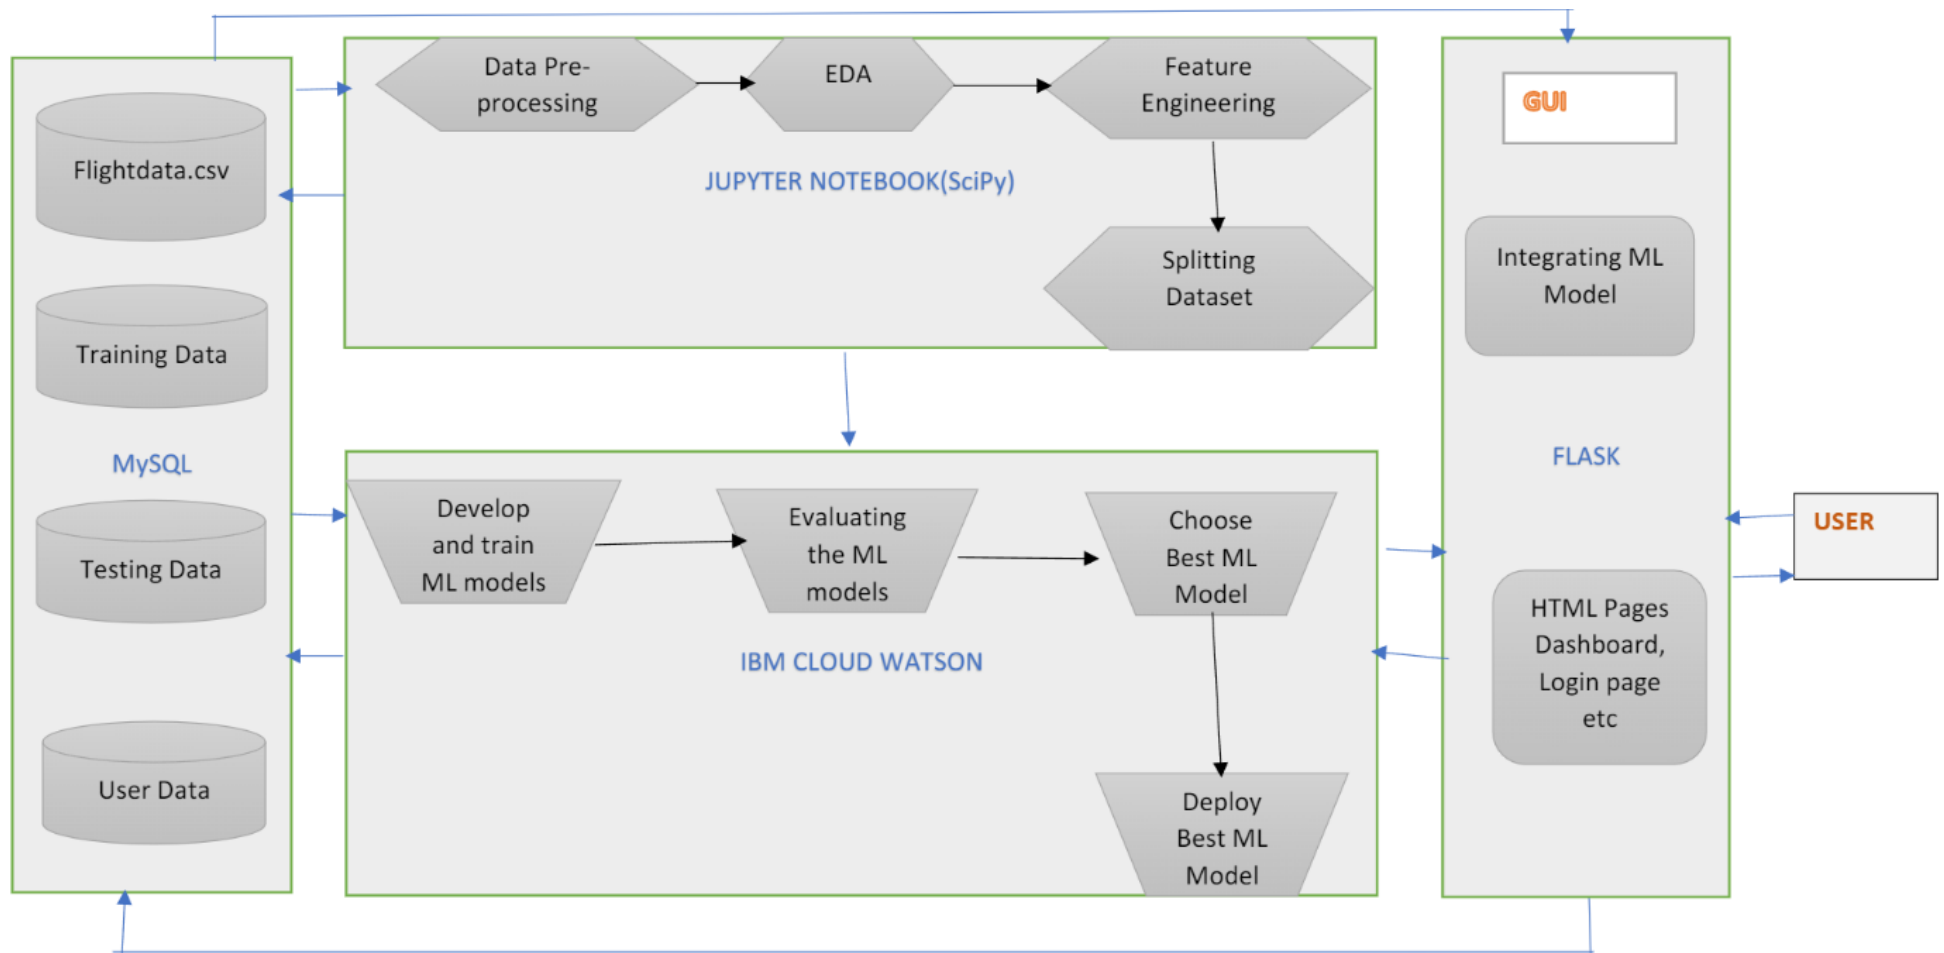 Flightdata.csv
Training Data
MySQL
Testing Data
User Data
Data Pre-
processing
EDA
Feature
Engineering
JUPYTER NOTEBOOK(SciPy)
Splitting
Dataset
Develop
and train
ML models
Evaluating
the ML
models
Choose
Best ML
Model
IBM CLOUD WATSON
Deploy
Best ML
Model
GUI
Integrating ML
Model
FLASK
HTML Pages
Dashboard,
Login page
etc
USER